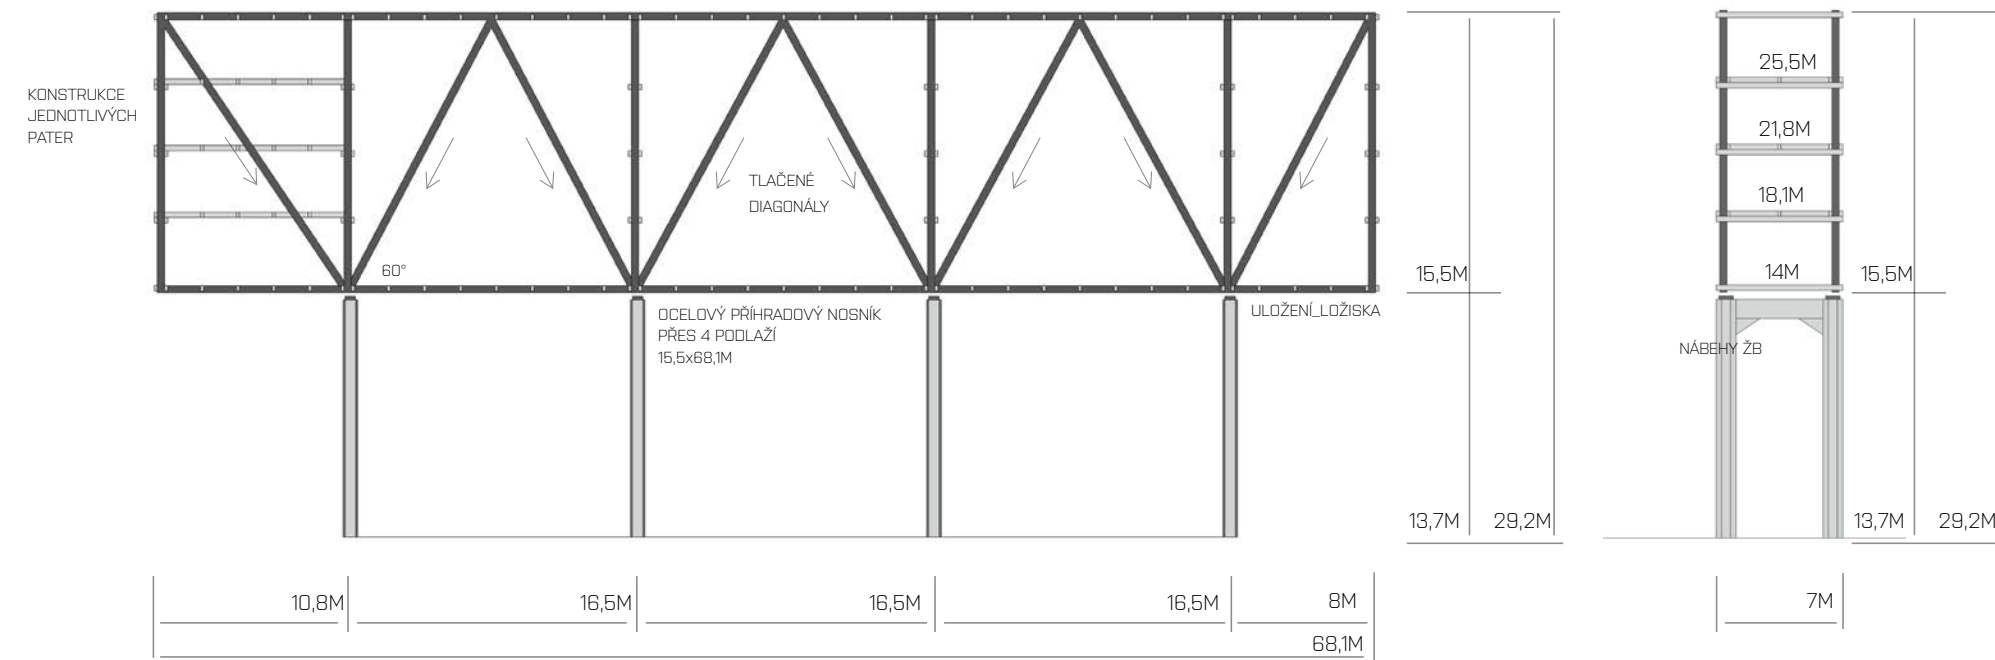 KONSTRUKCE
JEDNOTLIVÝCH
PATER
60°
TLAČENÉ
DIAGONÁLY
OCELOVÝ PŘÍHRADOVÝ NOSNÍK
PŘES 4 PODLAŽÍ
15,5x68,1M
ULOŽENÍ_LOŽISKA
15,5M
13,7M
29,2M
10,8M
16,5M
16,5M
16,5M
8M
68,1M
25,5M
21,8M
18,1M
14M
NÁBEHY ŽB
15,5M
13,7M
29,2M
7M